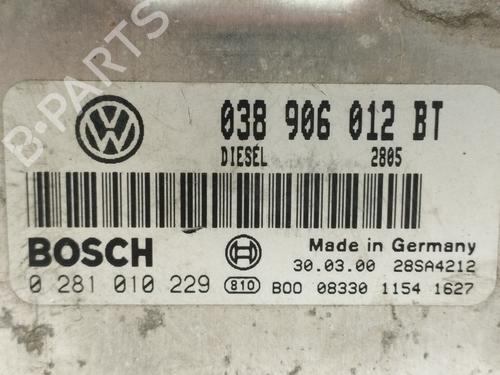 B-PARTS
038 906 012 BT
DIESEL 2805
BOSCH
Made in Germany
30.03.00 28SA4212
0 281 010 229 810 B00 08330 1154 1627